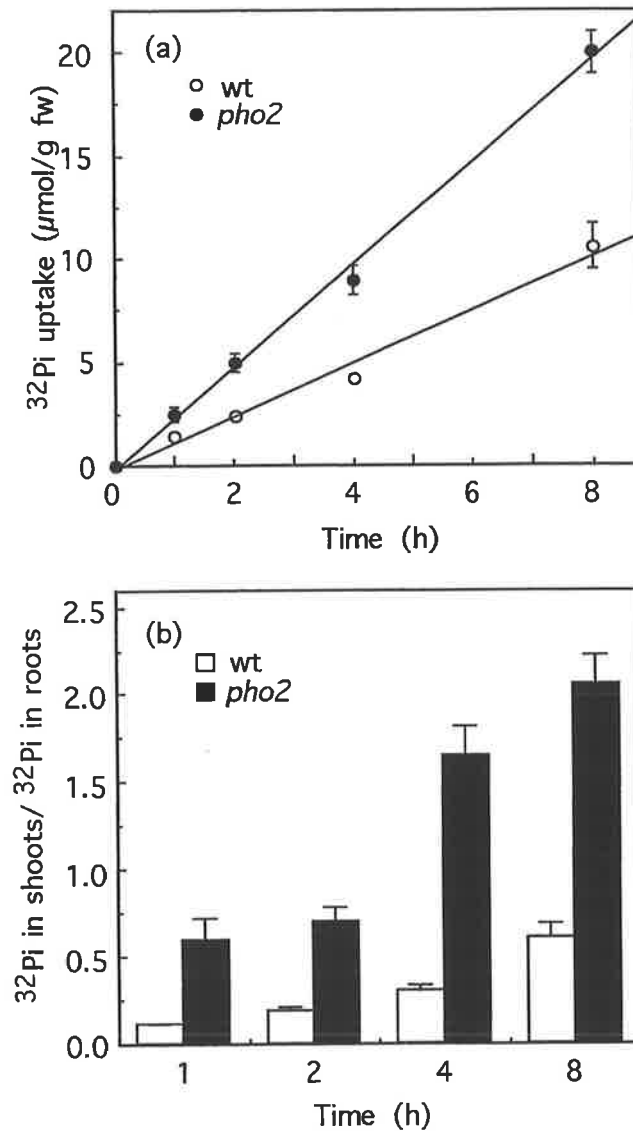 (a)
wt
pho2
32Pi uptake (μmol/g fw)
20
15
10
5
0
0
2
4
6
8
Time (h)
(b)
wt
pho2
32Pi in shoots/ 32Pi in roots
2.5
2.0
1.5
1.0
0.5
0.0
1
2
4
8
Time (h)